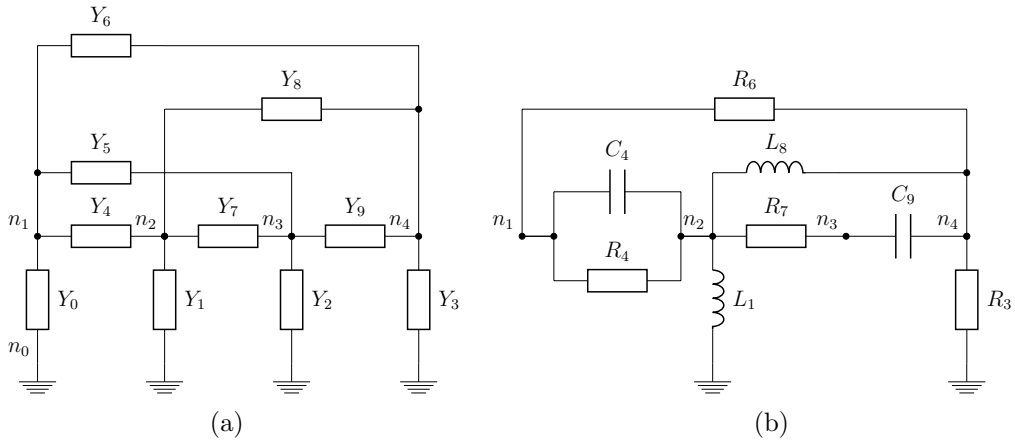 Y₆
Y₈
Y₅
n₁ Y₄ n₂ Y₇ n₃ Y₉ n₄
Y₀ Y₁ Y₂ Y₃
n₀
(a)
R₆
C₄ L₈
n₁ n₂ R₇ n₃ C₉ n₄
R₄
L₁ R₃
(b)